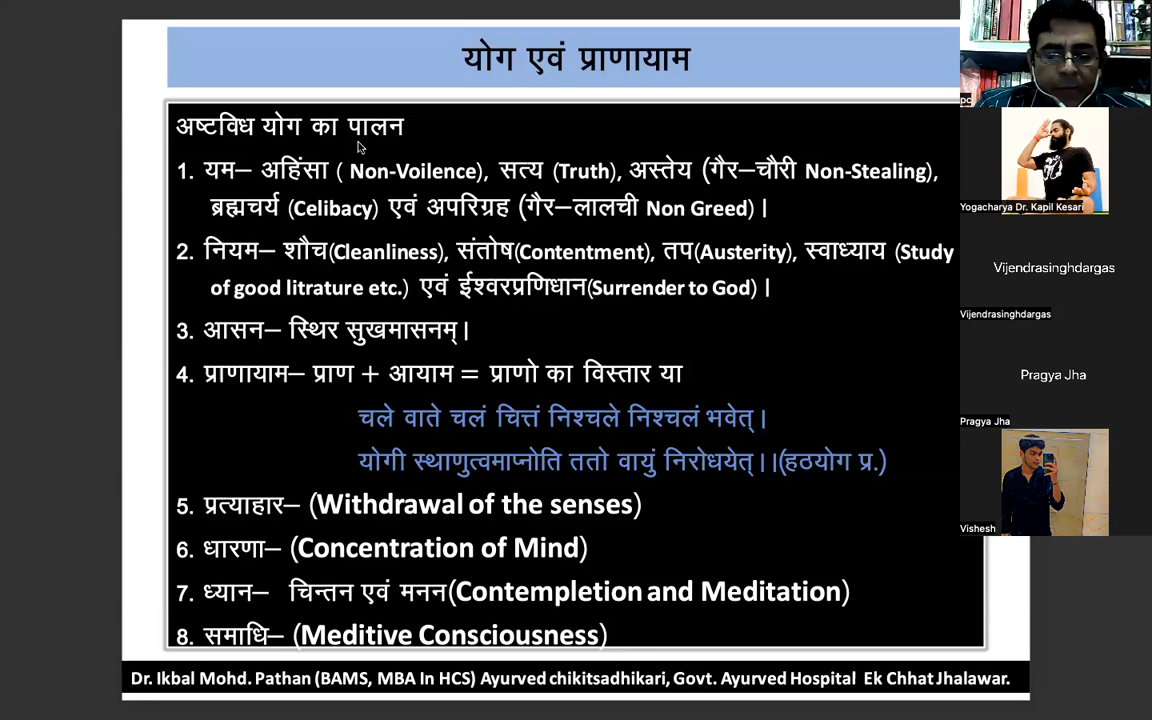 योग एवं प्राणायाम
अष्टविध योग का पालन
1. यम– अहिंसा ( Non-Voilence), सत्य (Truth), अस्तेय (गैर–चौरी Non-Stealing),
ब्रह्मचर्य (Celibacy) एवं अपरिग्रह (गैर–लालची Non Greed) |
2. नियम– शौच(Cleanliness), संतोष(Contentment), तप(Austerity), स्वाध्याय (Study
of good litrature etc.) एवं ईश्वरप्रणिधान(Surrender to God) |
3. आसन– स्थिर सुखमासनम् |
4. प्राणायाम– प्राण + आयाम = प्राणो का विस्तार या
चले वाते चलं चित्तं निश्चले निश्चलं भवेत् |
योगी स्थाणुत्वमाप्नोति ततो वायुं निरोधयेत् | |(हठयोग प्र.)
5. प्रत्याहार– (Withdrawal of the senses)
6. धारणा– (Concentration of Mind)
7. ध्यान– चिन्तन एवं मनन(Contempletion and Meditation)
8. समाधि– (Meditive Consciousness)
Dr. Ikbal Mohd. Pathan (BAMS, MBA In HCS) Ayurved chikitsadhikari, Govt. Ayurved Hospital Ek Chhat Jhalawar.
pc
Yogacharya Dr. Kapil Kesari
Vijendrasinghdargas
Vijendrasinghdargas
Pragya Jha
Pragya Jha
Vishesh